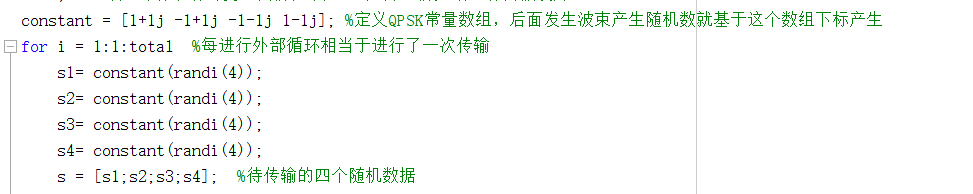 constant = [1+1j -1+1j -1-1j 1-1j]; %定义QPSK常量数组，后面发生波束产生随机数就基于这个数组下标产生
for i = 1:1:total %每进行外部循环相当于进行了一次传输
s1= constant(randi(4));
s2= constant(randi(4));
s3= constant(randi(4));
s4= constant(randi(4));
s = [s1;s2;s3;s4]; %待传输的四个随机数据